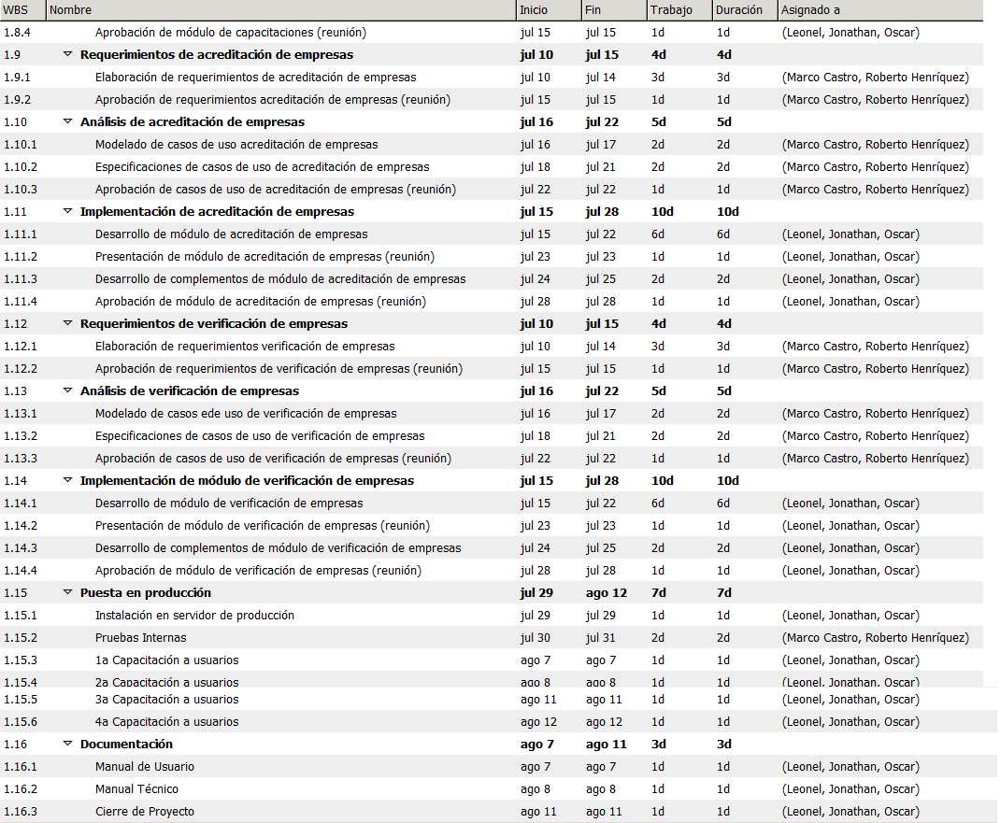 WBS Nombre Inicio Fin Trabajo Duración Asignado a
1.8.4 Aprobación de módulo de capacitaciones (reunión) jul 15 jul 15 1d 1d (Leonel, Jonathan, Oscar)
1.9 Requerimientos de acreditación de empresas jul 10 jul 15 4d 4d
1.9.1 Elaboración de requerimientos de acreditación de empresas jul 10 jul 14 3d 3d (Marco Castro, Roberto Henríquez)
1.9.2 Aprobación de requerimientos acreditación de empresas (reunión) jul 15 jul 15 1d 1d (Marco Castro, Roberto Henríquez)
1.10 Análisis de acreditación de empresas jul 16 jul 22 5d 5d
1.10.1 Modelado de casos de uso acreditación de empresas jul 16 jul 17 2d 2d (Marco Castro, Roberto Henríquez)
1.10.2 Especificaciones de casos de uso de acreditación de empresas jul 18 jul 21 2d 2d (Marco Castro, Roberto Henríquez)
1.10.3 Aprobación de casos de uso de acreditación de empresas (reunión) jul 22 jul 22 1d 1d (Marco Castro, Roberto Henríquez)
1.11 Implementación de acreditación de empresas jul 15 jul 28 10d 10d
1.11.1 Desarrollo de módulo de acreditación de empresas jul 15 jul 22 6d 6d (Leonel, Jonathan, Oscar)
1.11.2 Presentación de módulo de acreditación de empresas (reunión) jul 23 jul 23 1d 1d (Leonel, Jonathan, Oscar)
1.11.3 Desarrollo de complementos de módulo de acreditación de empresas jul 24 jul 25 2d 2d (Leonel, Jonathan, Oscar)
1.11.4 Aprobación de módulo de acreditación de empresas (reunión) jul 28 jul 28 1d 1d (Leonel, Jonathan, Oscar)
1.12 Requerimientos de verificación de empresas jul 10 jul 15 4d 4d
1.12.1 Elaboración de requerimientos verificación de empresas jul 10 jul 14 3d 3d (Marco Castro, Roberto Henríquez)
1.12.2 Aprobación de requerimientos de verificación de empresas (reunión) jul 15 jul 15 1d 1d (Marco Castro, Roberto Henríquez)
1.13 Análisis de verificación de empresas jul 16 jul 22 5d 5d
1.13.1 Modelado de casos ede uso de verificación de empresas jul 16 jul 17 2d 2d (Marco Castro, Roberto Henríquez)
1.13.2 Especificaciones de casos de uso de verificación de empresas jul 18 jul 21 2d 2d (Marco Castro, Roberto Henríquez)
1.13.3 Aprobación de casos de uso de verificación de empresas (reunión) jul 22 jul 22 1d 1d (Marco Castro, Roberto Henríquez)
1.14 Implementación de módulo de verificación de empresas jul 15 jul 28 10d 10d
1.14.1 Desarrollo de módulo de verificación de empresas jul 15 jul 22 6d 6d (Leonel, Jonathan, Oscar)
1.14.2 Presentación de módulo de verificación de empresas (reunión) jul 23 jul 23 1d 1d (Leonel, Jonathan, Oscar)
1.14.3 Desarrollo de complementos de módulo de verificación de empresas jul 24 jul 25 2d 2d (Leonel, Jonathan, Oscar)
1.14.4 Aprobación de módulo de verificación de empresas (reunión) jul 28 jul 28 1d 1d (Leonel, Jonathan, Oscar)
1.15 Puesta en producción jul 29 ago 12 7d 7d
1.15.1 Instalación en servidor de producción jul 29 jul 29 1d 1d (Leonel, Jonathan, Oscar)
1.15.2 Pruebas Internas jul 30 jul 31 2d 2d (Marco Castro, Roberto Henríquez)
1.15.3 1a Capacitación a usuarios ago 7 ago 7 1d 1d (Leonel, Jonathan, Oscar)
1.15.4 2a Capacitación a usuarios ago 8 ago 8 1d 1d (Leonel, Jonathan, Oscar)
1.15.5 3a Capacitación a usuarios ago 11 ago 11 1d 1d (Leonel, Jonathan, Oscar)
1.15.6 4a Capacitación a usuarios ago 12 ago 12 1d 1d (Leonel, Jonathan, Oscar)
1.16 Documentación ago 7 ago 11 3d 3d
1.16.1 Manual de Usuario ago 7 ago 7 1d 1d (Leonel, Jonathan, Oscar)
1.16.2 Manual Técnico ago 8 ago 8 1d 1d (Leonel, Jonathan, Oscar)
1.16.3 Cierre de Proyecto ago 11 ago 11 1d 1d (Leonel, Jonathan, Oscar)